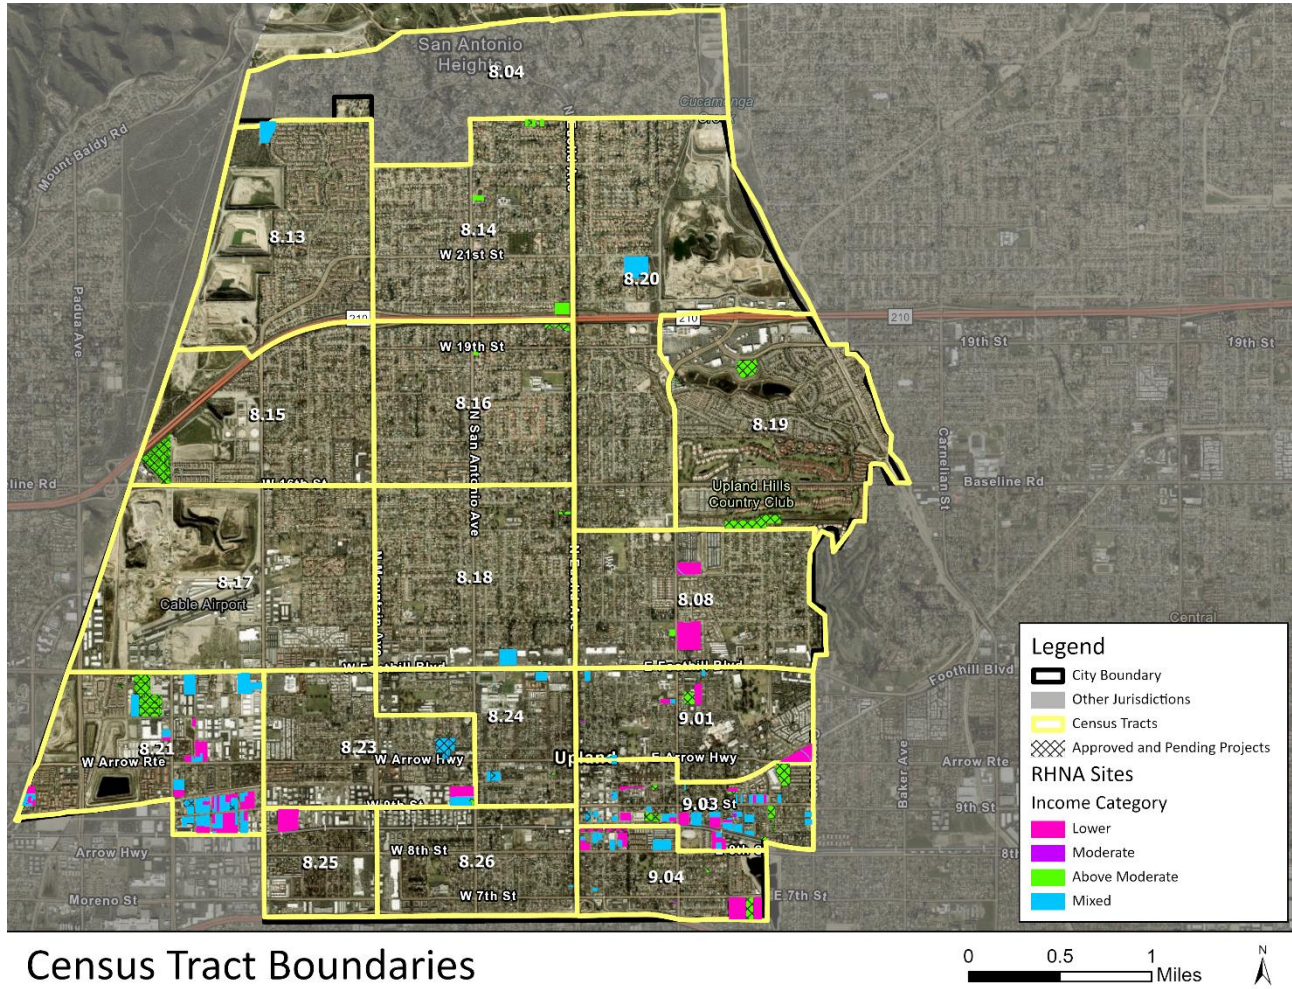 San Antonio
Heights
8.04
Cucamonga
Mount Baldy Rd
8.13
8.14
W 21st St
8.20
Padua Ave
210
210
210
W 19th St
19th St
19th St
8.15
8.16
8.19
N San Antonio Ave
Carnelian St
W 16th St
Baseline Rd
Upland Hills
Country Club
8.17
Cable Airport
8.18
8.08
Central
Foothill Blvd
8.21
8.23
8.24
9.01
W Arrow Rte
W Arrow Hwy
Upland
E Arrow Hwy
Arrow Rte
Baker Ave
W 9th St
9.03
St
9th St
Arrow Hwy
8.25
W 8th St
8.26
9.04
8th
Moreno St
W 7th St
E 7th St
Legend
City Boundary
Other Jurisdictions
Census Tracts
Approved and Pending Projects
RHNA Sites
Income Category
Lower
Moderate
Above Moderate
Mixed
Census Tract Boundaries
0 0.5 1
Miles
N